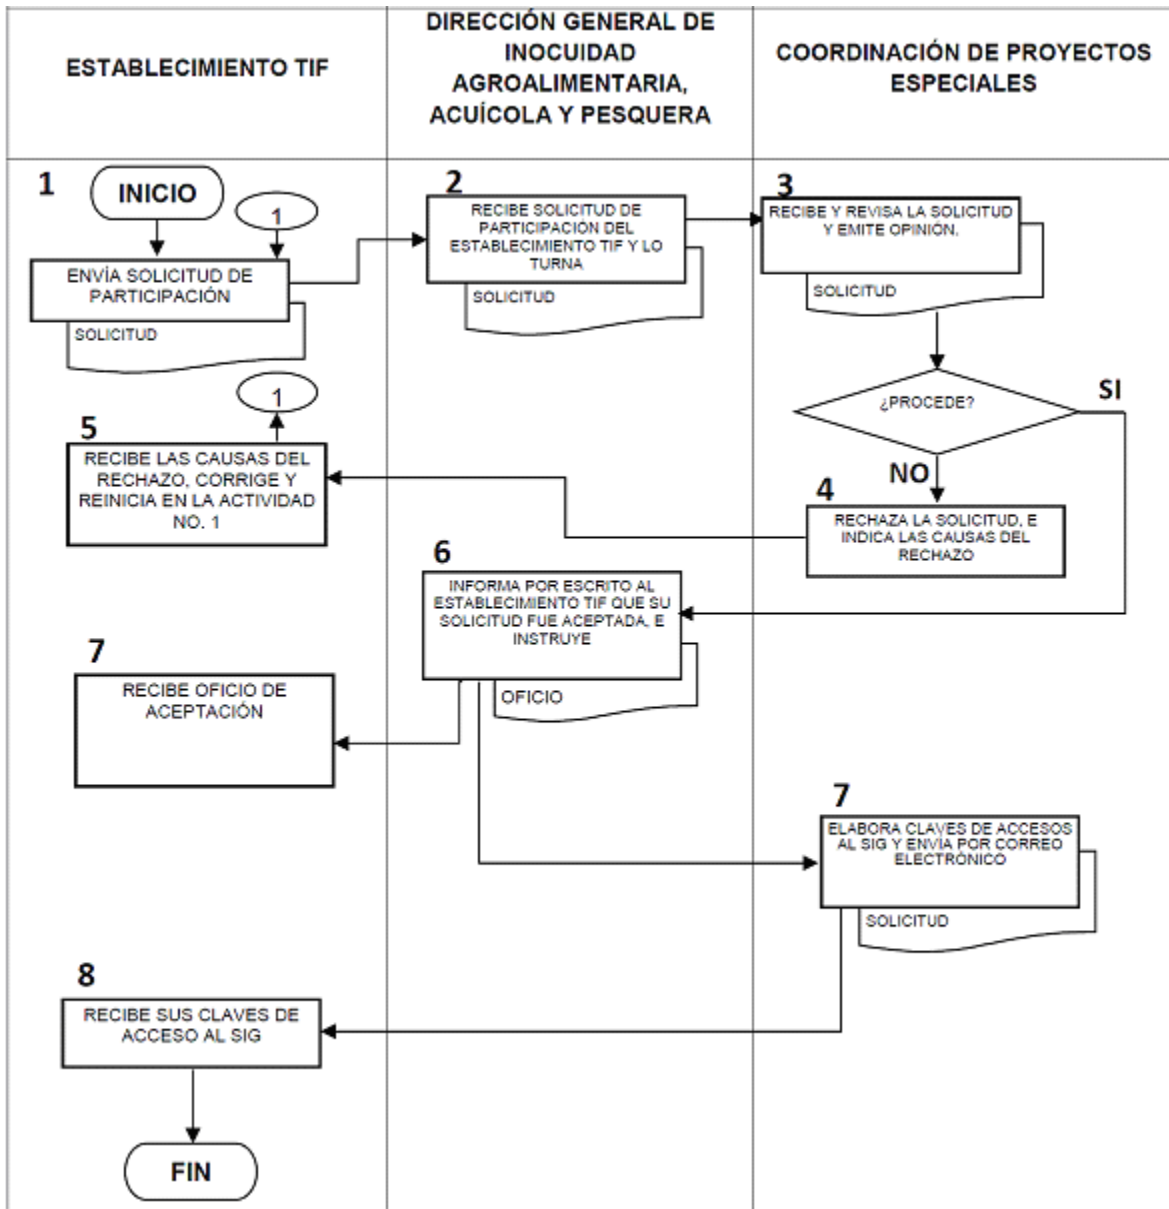 ESTABLECIMIENTO TIF
DIRECCIÓN GENERAL DE
INOCUIDAD
AGROALIMENTARIA,
ACUÍCOLA Y PESQUERA
COORDINACIÓN DE PROYECTOS
ESPECIALES
1
INICIO
1
ENVÍA SOLICITUD DE
PARTICIPACIÓN
SOLICITUD
2
RECIBE SOLICITUD DE
PARTICIPACIÓN DEL
ESTABLECIMIENTO TIF Y LO
TURNA
SOLICITUD
3
RECIBE Y REVISA LA SOLICITUD
Y EMITE OPINIÓN.
SOLICITUD
¿PROCEDE?
SI
NO
4
RECHAZA LA SOLICITUD, E
INDICA LAS CAUSAS DEL
RECHAZO
1
5
RECIBE LAS CAUSAS DEL
RECHAZO, CORRIGE Y
REINICIA EN LA ACTIVIDAD
NO. 1
6
INFORMA POR ESCRITO AL
ESTABLECIMIENTO TIF QUE SU
SOLICITUD FUE ACEPTADA, E
INSTRUYE
OFICIO
7
RECIBE OFICIO DE
ACEPTACIÓN
7
ELABORA CLAVES DE ACCESOS
AL SIG Y ENVÍA POR CORREO
ELECTRÓNICO
SOLICITUD
8
RECIBE SUS CLAVES DE
ACCESO AL SIG
FIN